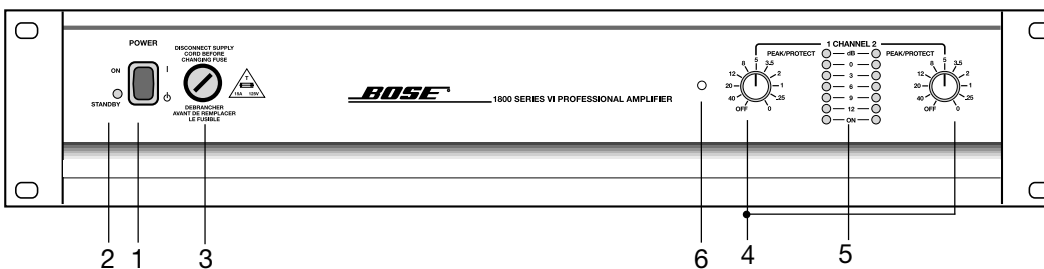 POWER
ON
I
STANDBY
DISCONNECT SUPPLY
CORD BEFORE
CHANGING FUSE
DEBRANCHER
AVANT DE REMPLACER
LE FUSIBLE
T
15A 125V
BOSE
1800 SERIES VI PROFESSIONAL AMPLIFIER
1 CHANNEL 2
PEAK/PROTECT dB PEAK/PROTECT
0
3
6
9
12
ON
5
8 3.5
12 2
20 1
40 .25
OFF 0
5
8 3.5
12 2
20 1
40 .25
OFF 0
2 1 3 6 4 5